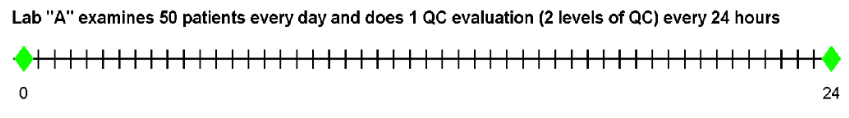 Lab "A" examines 50 patients every day and does 1 QC evaluation (2 levels of QC) every 24 hours
0 24